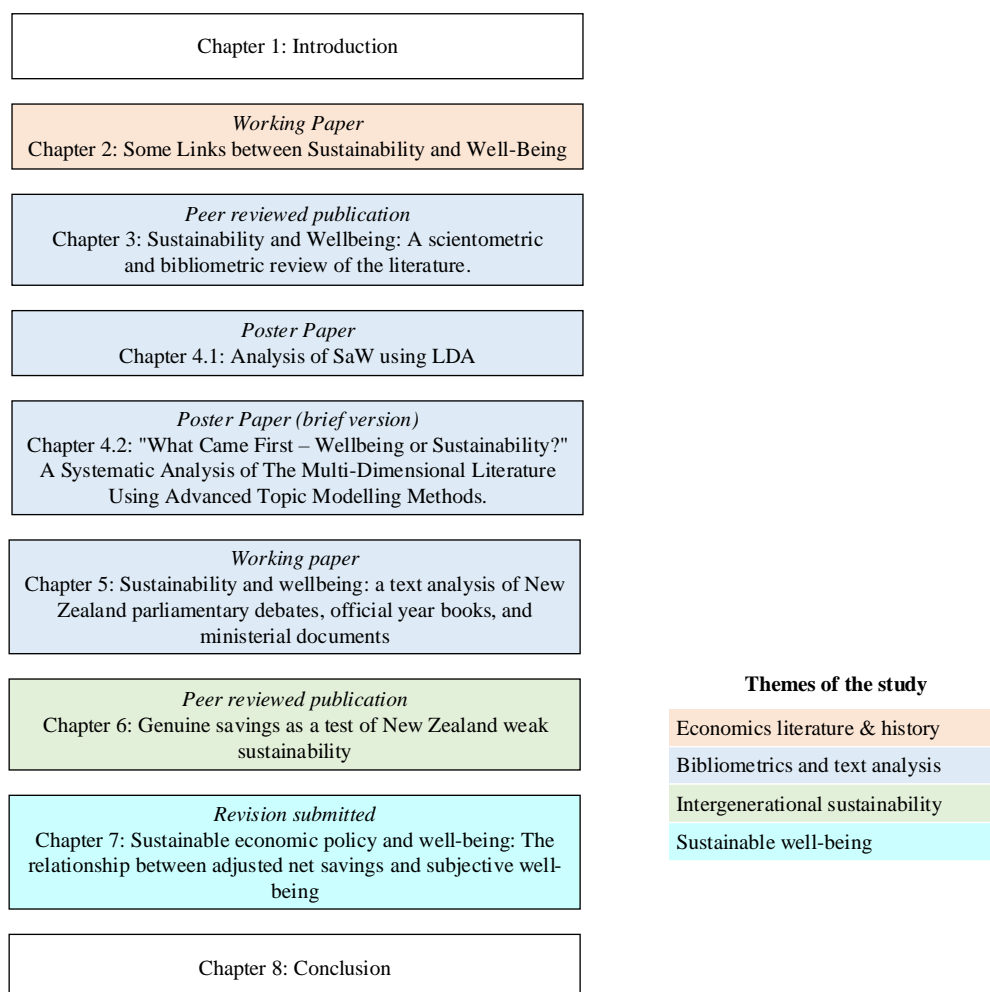 Chapter 1: Introduction
Working Paper
Chapter 2: Some Links between Sustainability and Well-Being
Peer reviewed publication
Chapter 3: Sustainability and Wellbeing: A scientometric
and bibliometric review of the literature.
Poster Paper
Chapter 4.1: Analysis of SaW using LDA
Poster Paper (brief version)
Chapter 4.2: "What Came First – Wellbeing or Sustainability?"
A Systematic Analysis of The Multi-Dimensional Literature
Using Advanced Topic Modelling Methods.
Working paper
Chapter 5: Sustainability and wellbeing: a text analysis of New
Zealand parliamentary debates, official year books, and
ministerial documents
Peer reviewed publication
Chapter 6: Genuine savings as a test of New Zealand weak
sustainability
Revision submitted
Chapter 7: Sustainable economic policy and well-being: The
relationship between adjusted net savings and subjective well-
being
Chapter 8: Conclusion
Themes of the study
Economics literature & history
Bibliometrics and text analysis
Intergenerational sustainability
Sustainable well-being